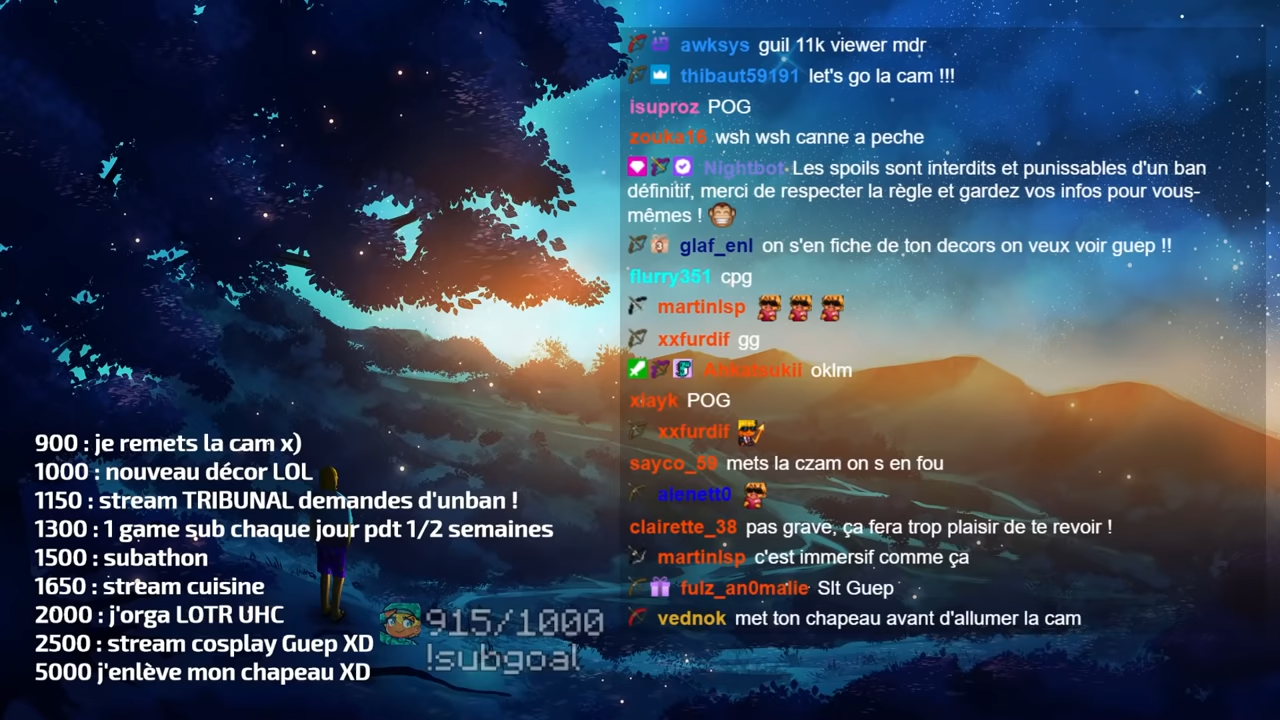 awksys guil 11k viewer mdr
thibaut59191 let's go la cam !!!
isuproz POG
zouka16 wsh wsh canne a peche
Nightbot Les spoils sont interdits et punissables d'un ban
définitif, merci de respecter la règle et gardez vos infos pour vous-
mêmes !
glaf_enl on s'en fiche de ton decors on veux voir guep !!
flurry351 cpg
martinlsp
xxfurdif gg
oklm
xlayk POG
xxfurdif
sayco_59 mets la czam on s en fou
alenett0
clairette_38 pas grave, ça fera trop plaisir de te revoir !
martinlsp c'est immersif comme ça
fulz_an0malie Slt Guep
vednok met ton chapeau avant d'allumer la cam
900 : je remets la cam x)
1000 : nouveau décor LOL
1150 : stream TRIBUNAL demandes d'unban !
1300 : 1 game sub chaque jour pdt 1/2 semaines
1500 : subathon
1650 : stream cuisine
2000 : j'orga LOTR UHC
2500 : stream cosplay Guep XD
5000 j'enlève mon chapeau XD
915/1000
!subgoal